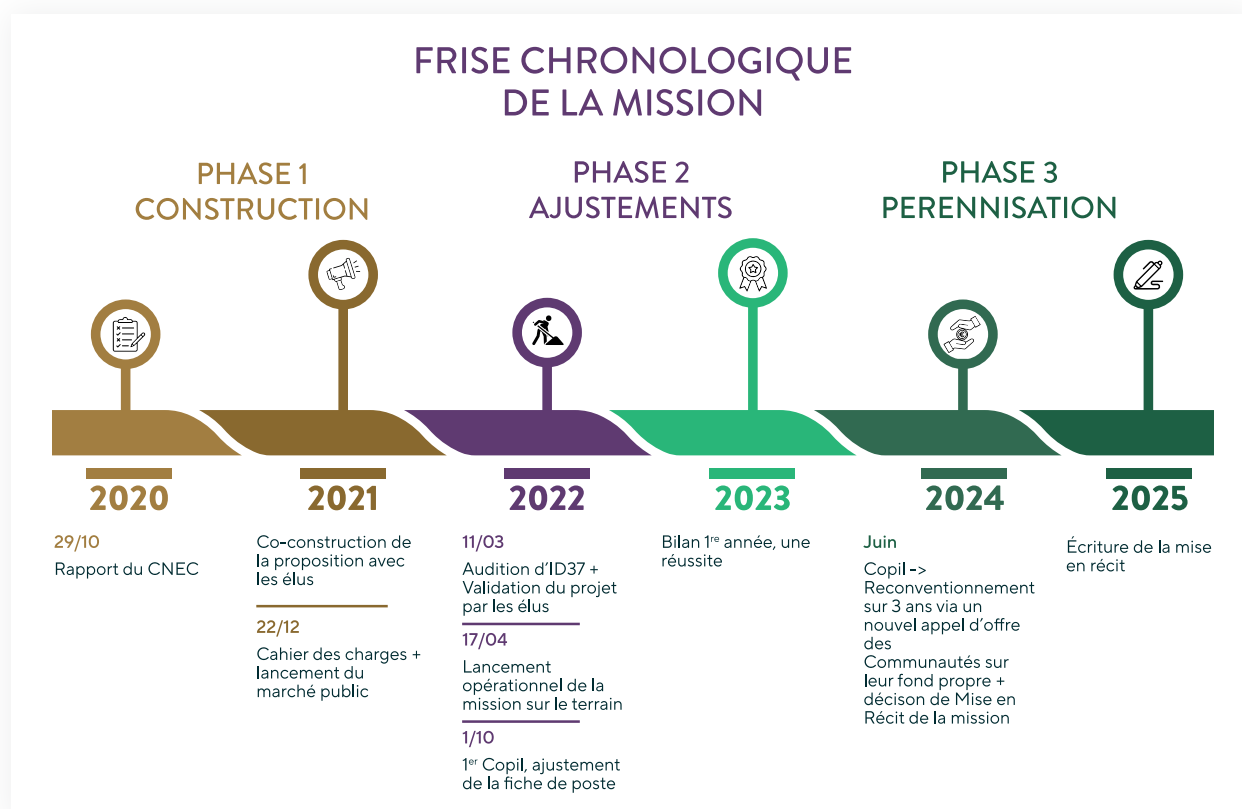 FRISE CHRONOLOGIQUE
DE LA MISSION
PHASE 1
CONSTRUCTION
PHASE 2
AJUSTEMENTS
PHASE 3
PERENNISATION
2020
29/10
Rapport du CNEC
2021
Co-construction de
la proposition avec
les élus
22/12
Cahier des charges +
lancement du
marché public
2022
11/03
Audition d'ID37 +
Validation du projet
par les élus
17/04
Lancement
opérationnel de la
mission sur le terrain
1/10
1er Copil, ajustement
de la fiche de poste
2023
Bilan 1re année, une
réussite
2024
Juin
Copil ->
Reconventionnement
sur 3 ans via un
nouvel appel d'offre
des
Communautés sur
leur fond propre +
décison de Mise en
Récit de la mission
2025
Écriture de la mise
en récit